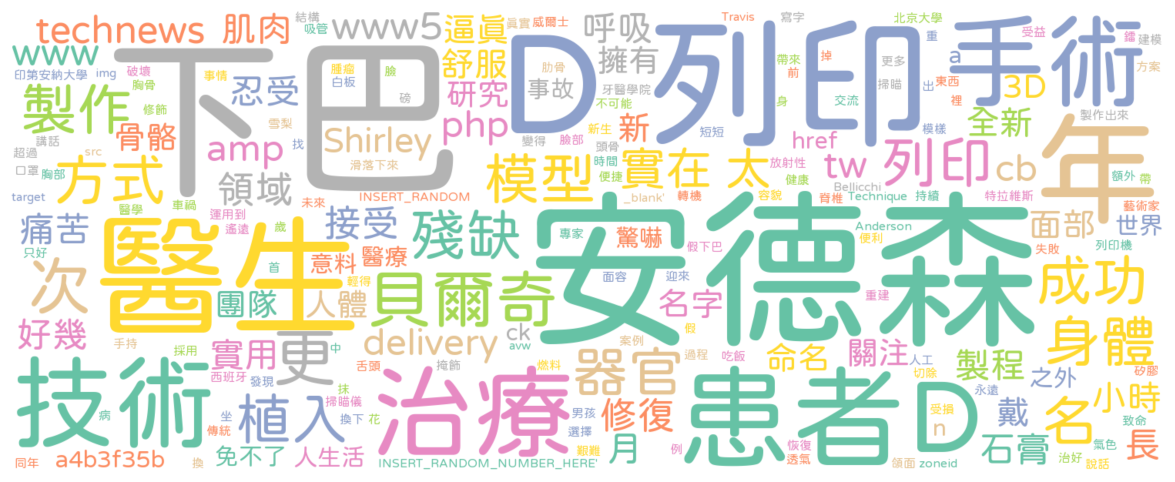 technews
肌肉
結構
吸管
www5
逼真
真實
威爾士
呼吸
Travis
寫字
北京大學
重
受益
鑥
建模
www
下巴
D
列印
手術
印第安納大學
img
破壞
事情
忍受
腫瘤
白板
臉
舒服
肋骨
擁有
帶來
前
掉
更多
a
東西
方案
製作
胸骨
修飾
磅
研究
事故
牙醫學院
不可能
掃瞄
出
3D
裡
身
交流
骨骼
雪梨
Shirley
php
變得
新生
臉部
新
短短
模樣
全新
製作出來
講話
超過
口罩
胸部
src
amp
找
滑落下來
頭骨
時間
便捷
href
tw
列印
cb
年
方式
領域
模型
實在
太
放射性
健康
額外
帶
target
醫學
車禍
未來
INSERT_RANDOM
_blank'
轉機
容貌
Bellicchi
脊椎
Technique
持續
特拉維斯
藝術家
痛苦
運用到
遙遠
歲
接受
殘缺
專家
驚嚇
假下巴
Anderson
便利
面部
世界
只好
醫生
首
意料
醫療
安德森
列印機
失敗
次
團隊
輕得
人體
貝爾奇
面容
迎來
名字
重建
成功
好幾
手持
實用
更
中
delivery
ck
avw
假
案例
過程
吃飯
命名
關注
人工
製程
身體
採用
西班牙
發現
舌頭
掩飾
燃料
器官
切除
永遠
之外
矽膠
技術
病
坐
傳統
植入
抹
掃瞄儀
換下
花
治療
男孩
選擇
修復
患者
D
受損
n
戴
名
小時
致命
同年
a4b3f35b
換
免不了
人生活
INSERT_RANDOM_NUMBER_HERE'
艱難
月
例
恢復
透氣
頜面
zoneid
石膏
治好
氣色
說話
長